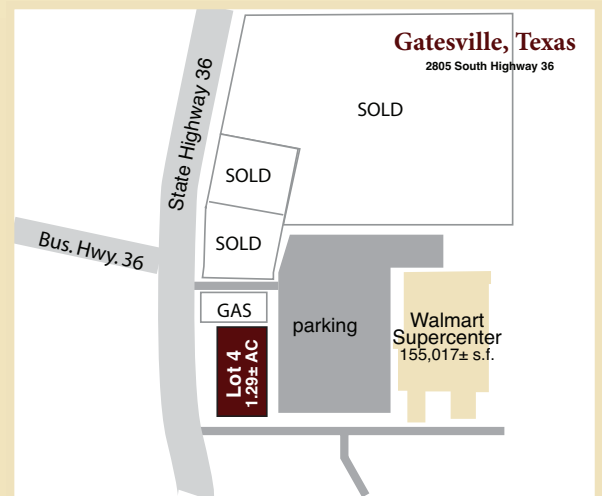 Gatesville, Texas
2805 South Highway 36
State Highway 36
SOLD
SOLD
SOLD
Bus. Hwy. 36
GAS
parking
Walmart
Supercenter
155,017± s.f.
Lot 4
1.29± AC